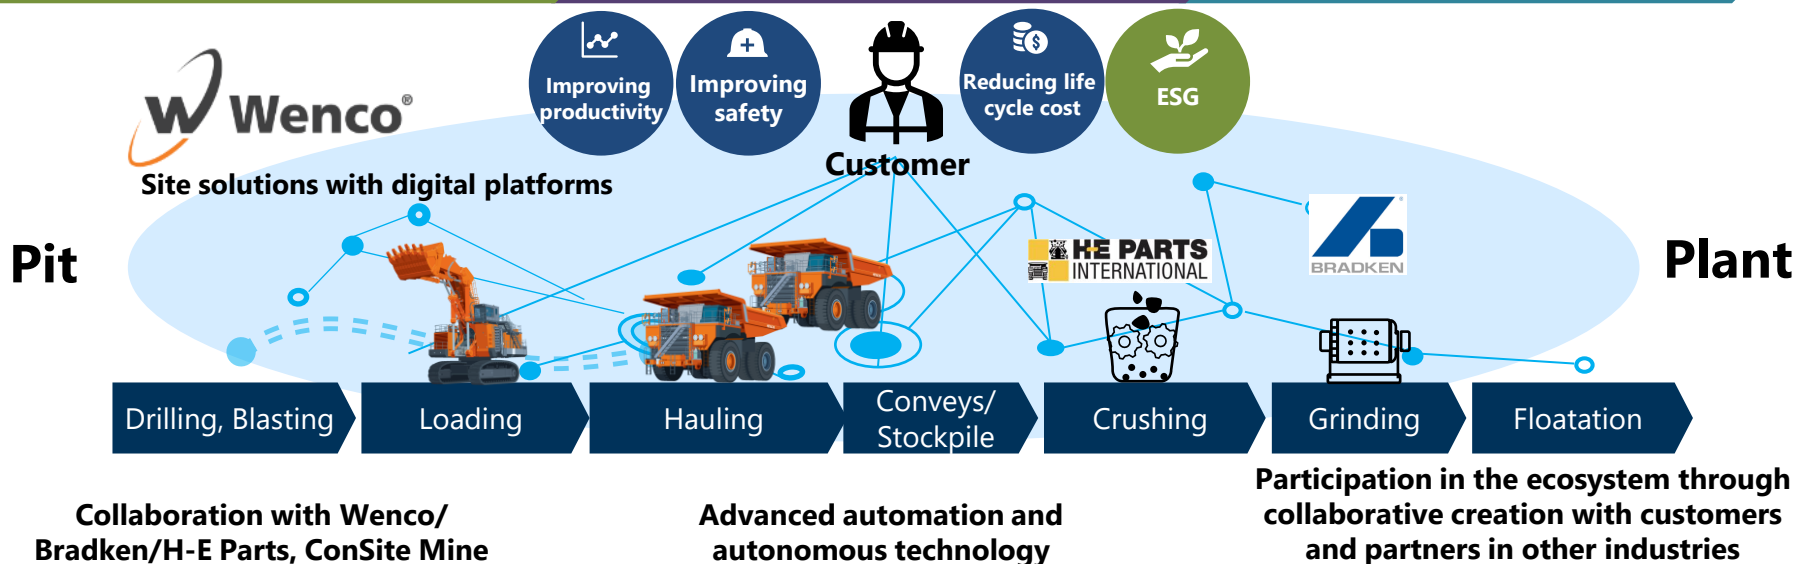 Improving
productivity
Improving
safety
Reducing life
cycle cost
ESG
Wenco®
Customer
Site solutions with digital platforms
Pit
H-E PARTS
INTERNATIONAL
BRADKEN
Plant
Drilling, Blasting
Loading
Hauling
Conveys/
Stockpile
Crushing
Grinding
Floatation
Collaboration with Wenco/
Bradken/H-E Parts, ConSite Mine
Advanced automation and
autonomous technology
Participation in the ecosystem through
collaborative creation with customers
and partners in other industries